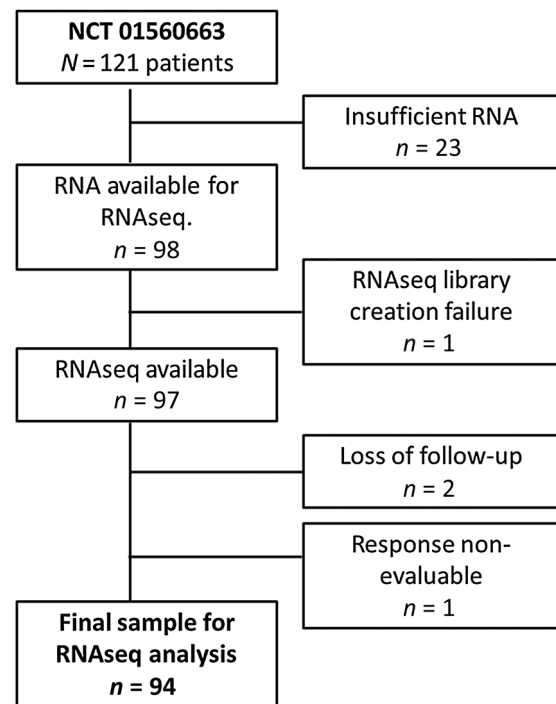 NCT 01560663
N = 121 patients
Insufficient RNA
n = 23
RNA available for
RNAseq.
n = 98
RNAseq library
creation failure
n = 1
RNAseq available
n = 97
Loss of follow-up
n = 2
Response non-
evaluable
n = 1
Final sample for
RNAseq analysis
n = 94